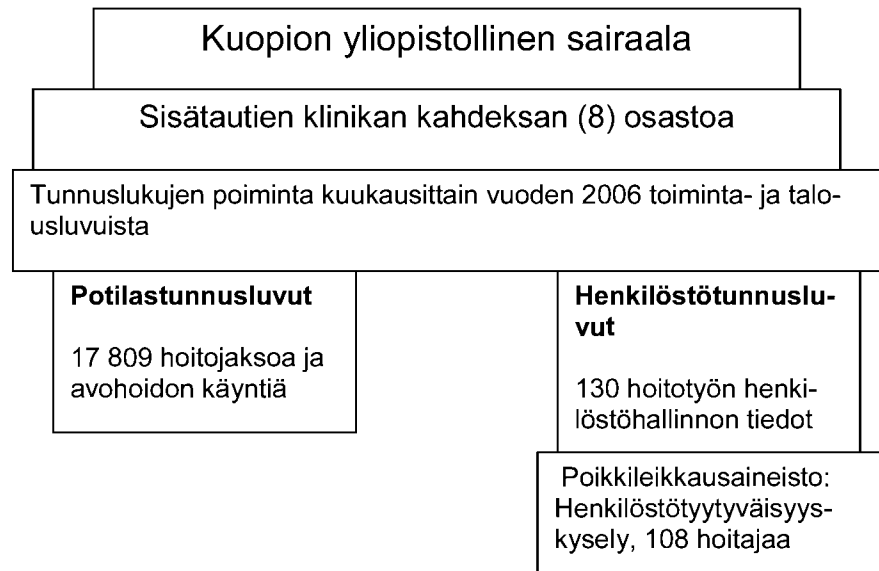 Kuopion yliopistollinen sairaala
Sisätautien klinikan kahdeksan (8) osastoa
Tunnuslukujen poiminta kuukausittain vuoden 2006 toiminta- ja talo-
usluvuista
Potilastunnusluvut
17 809 hoitojaksoa ja
avohoidon käyntiä
Henkilöstötunnuslu-
vut
130 hoitotyön henki-
löstöhallinnon tiedot
Poikkileikkausaineisto:
Henkilöstötyytyväisyys-
kysely, 108 hoitajaa